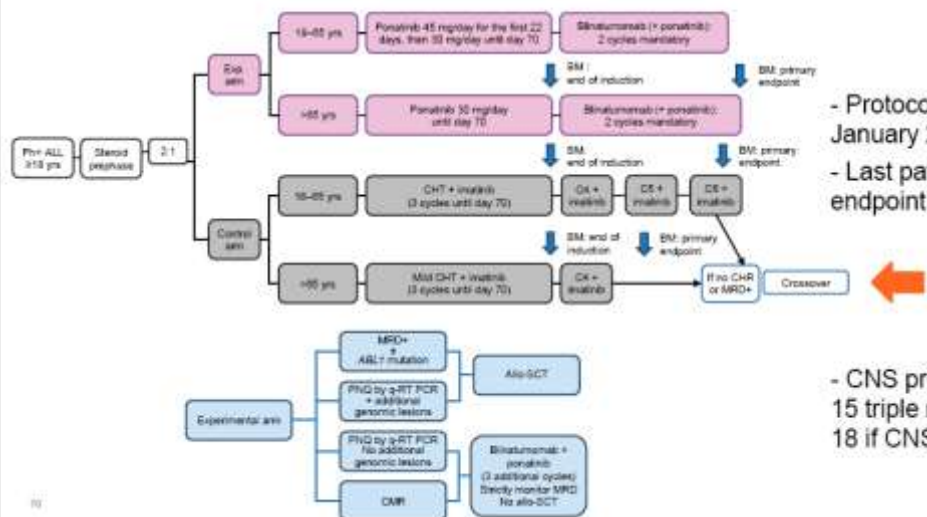 18–65 yrs
Ponatinib 45 mg/day for the first 22
days, then 30 mg/day until day 70
Blinatumomab (+ ponatinib):
2 cycles mandatory
Exp
arm
BM:
end of induction
BM: primary
endpoint
>65 yrs
Ponatinib 30 mg/day
until day 70
Blinatumomab (+ ponatinib):
2 cycles mandatory
Ph+ ALL
≥18 yrs
Steroid
prephase
2:1
BM:
end of induction
BM: primary
endpoint
18–65 yrs
CHT + imatinib
(3 cycles until day 70)
C4 +
imatinib
C5 +
imatinib
C6 +
imatinib
Control
arm
BM: end of
induction
BM: primary
endpoint
>65 yrs
Mild CHT + imatinib
(3 cycles until day 70)
C4 +
imatinib
If no CHR
or MRD+
Crossover
- Protoco
January
- Last pa
endpoint
MRD+
±
ABL1 mutation
Allo-SCT
PNQ by q-RT PCR
+ additional
genomic lesions
Experimental arm
PNQ by q-RT PCR
No additional
genomic lesions
Blinatumomab +
ponatinib
(3 additional cycles)
Strictly monitor MRD
No allo-SCT
CMR
- CNS pr
15 triple
18 if CNS